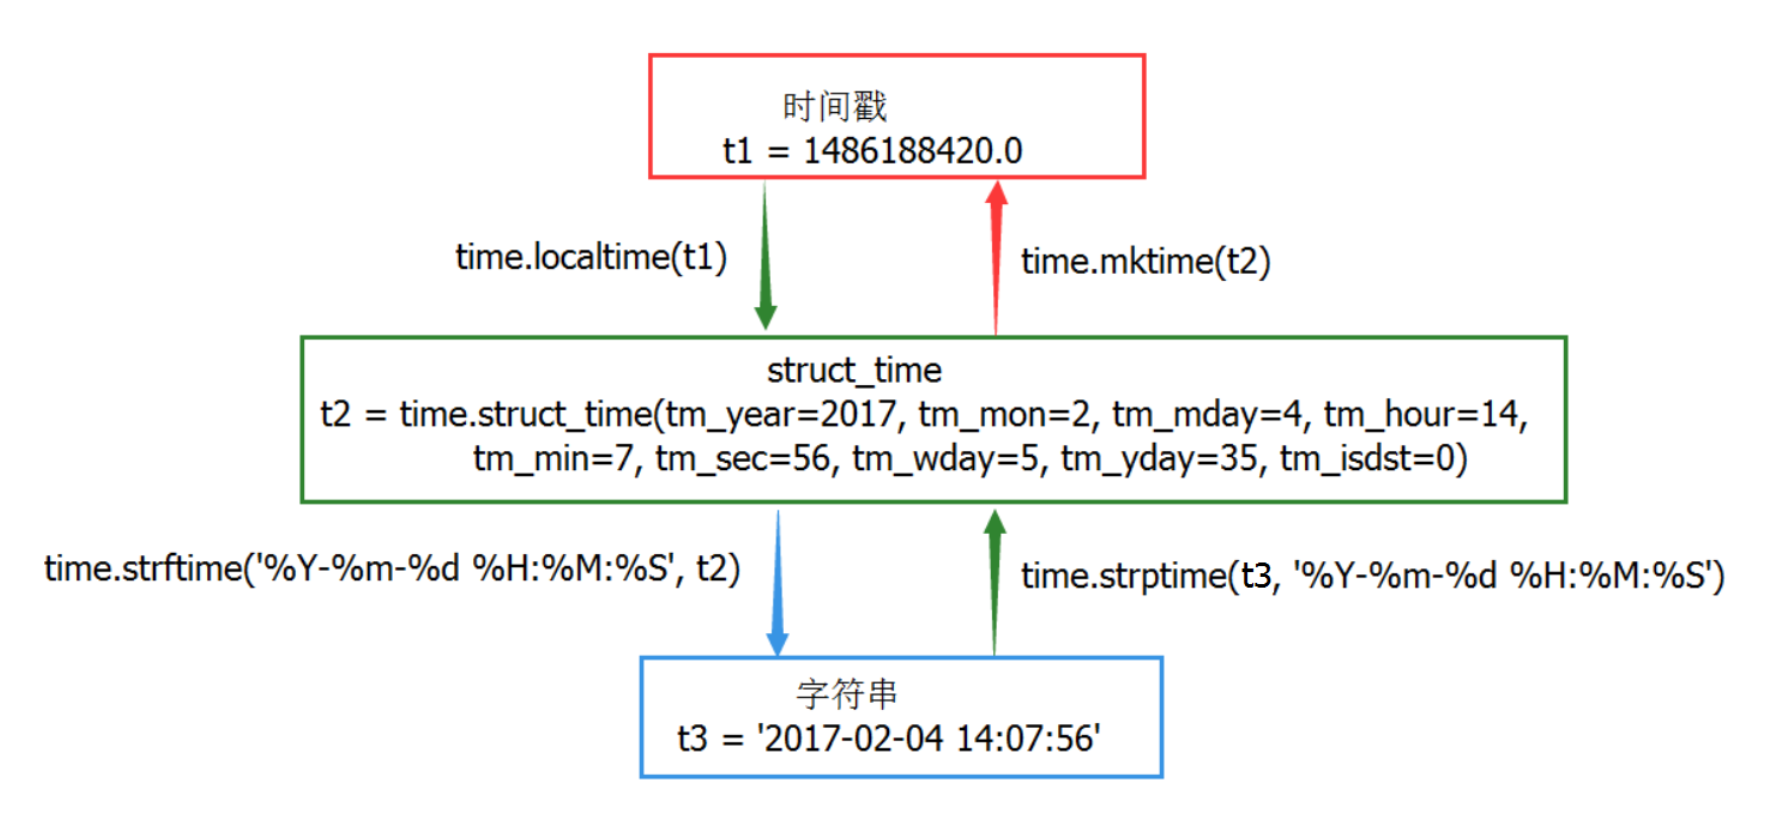 时间戳
t1 = 1486188420.0
time.localtime(t1)
time.mktime(t2)
struct_time
t2 = time.struct_time(tm_year=2017, tm_mon=2, tm_mday=4, tm_hour=14,
tm_min=7, tm_sec=56, tm_wday=5, tm_yday=35, tm_isdst=0)
time.strftime('%Y-%m-%d %H:%M:%S', t2)
time.strptime(t3, '%Y-%m-%d %H:%M:%S')
字符串
t3 = '2017-02-04 14:07:56'